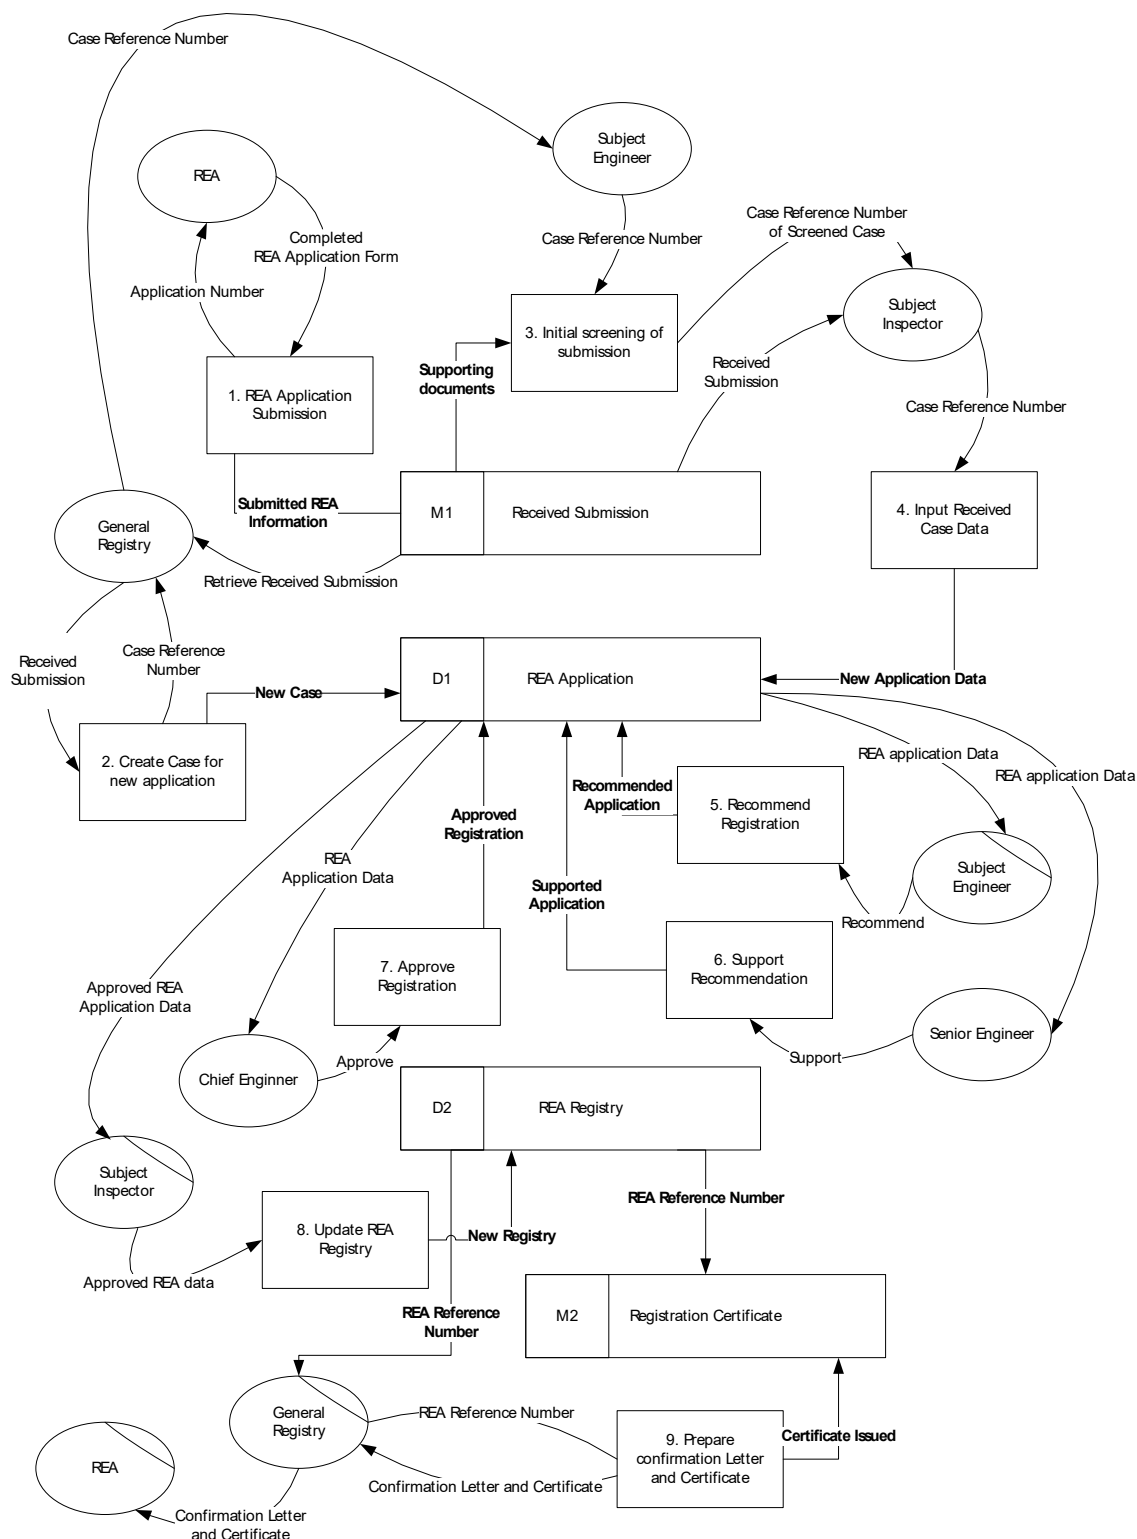 Case Reference Number
Subject
Engineer
REA
Case Reference Number
of Screened Case
Completed
REA Application Form
Case Reference Number
Application Number
Subject
Inspector
3. Initial screening of
submission
Supporting
documents
Received
Submission
1. REA Application
Submission
Case Reference Number
Submitted REA
Information
M1
Received Submission
4. Input Received
Case Data
General
Registry
Retrieve Received Submission
Received
Submission
Case Reference
Number
D1
REA Application
New Application Data
New Case
2. Create Case for
new application
REA application Data
REA application Data
Recommended
Application
5. Recommend
Registration
Approved
Registration
REA
Application Data
Subject
Engineer
Supported
Application
Recommend
6. Support
Recommendation
7. Approve
Registration
Approved REA
Application Data
Senior Engineer
Support
Approve
Chief Enginner
D2
REA Registry
Subject
Inspector
REA Reference Number
8. Update REA
Registry
New Registry
Approved REA data
REA Reference
Number
M2
Registration Certificate
General
Registry
REA Reference Number
9. Prepare
confirmation Letter
and Certificate
Certificate Issued
REA
Confirmation Letter and Certificate
Confirmation Letter
and Certificate